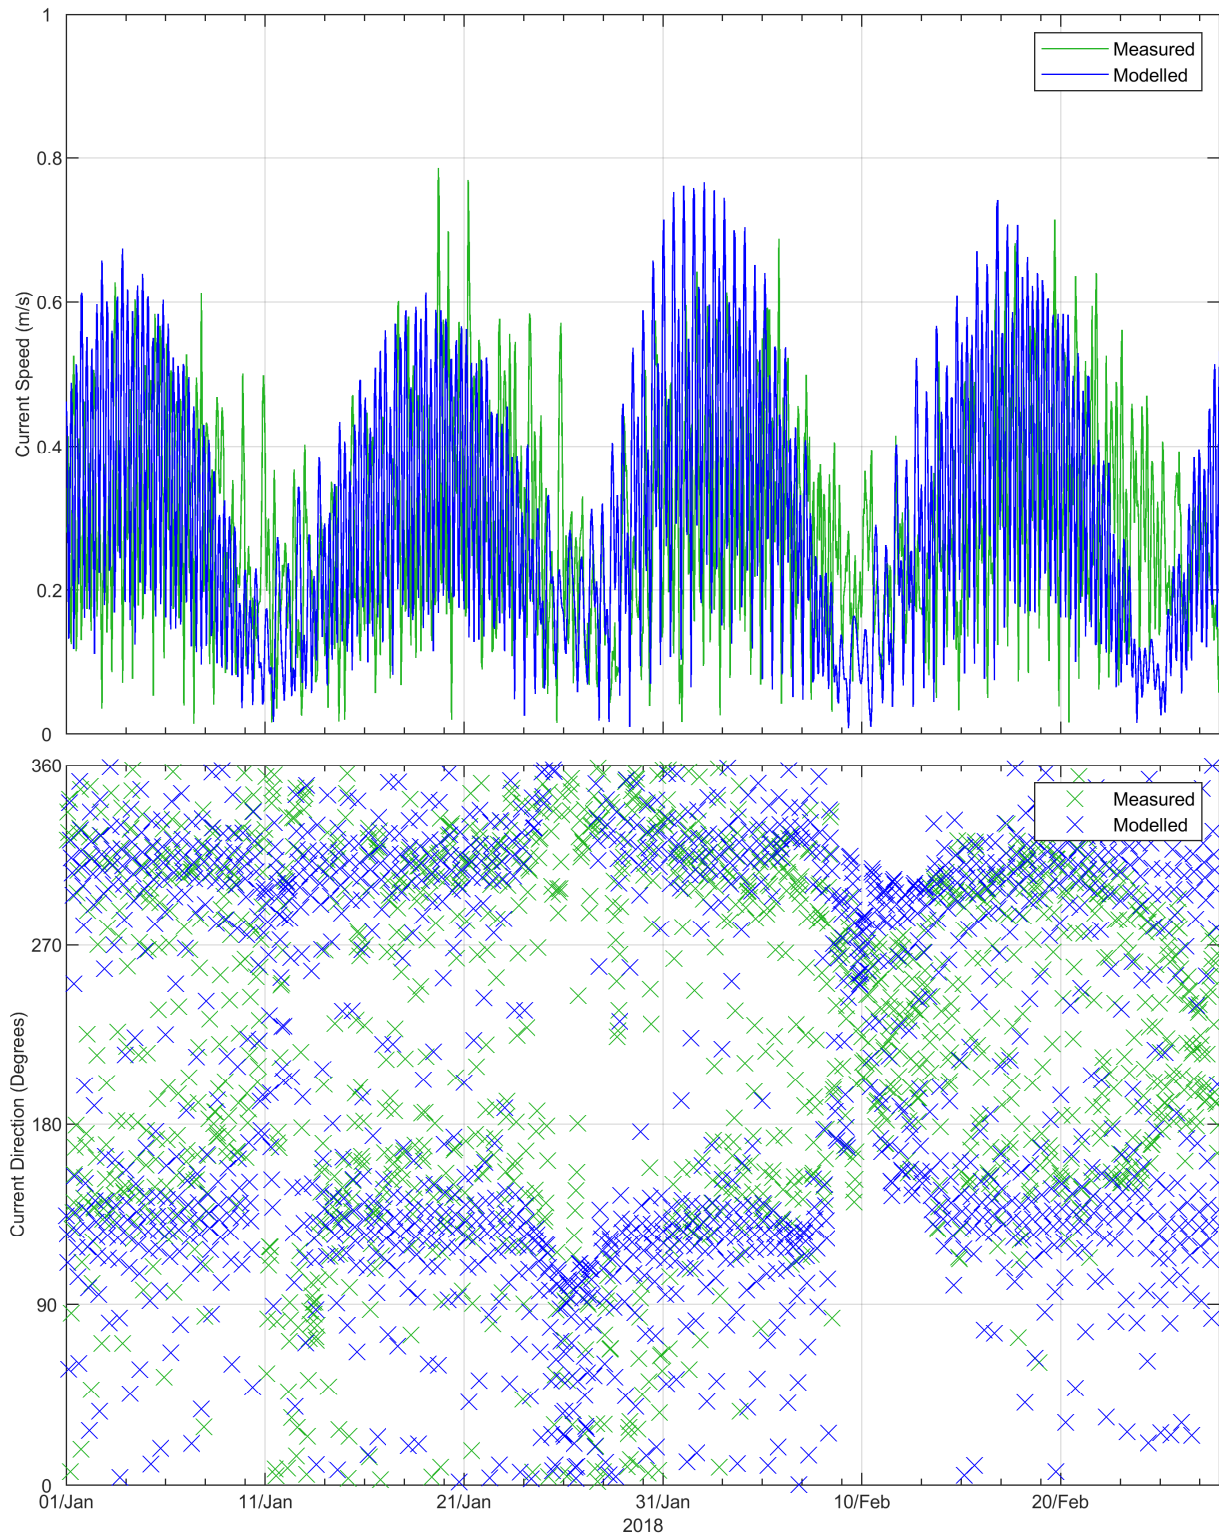 1
0.8
0.6
0.4
0.2
0
Current Speed (m/s)
Measured
Modelled
360
270
180
90
0
Current Direction (Degrees)
Measured
Modelled
01/Jan 11/Jan 21/Jan 31/Jan 10/Feb 20/Feb
2018